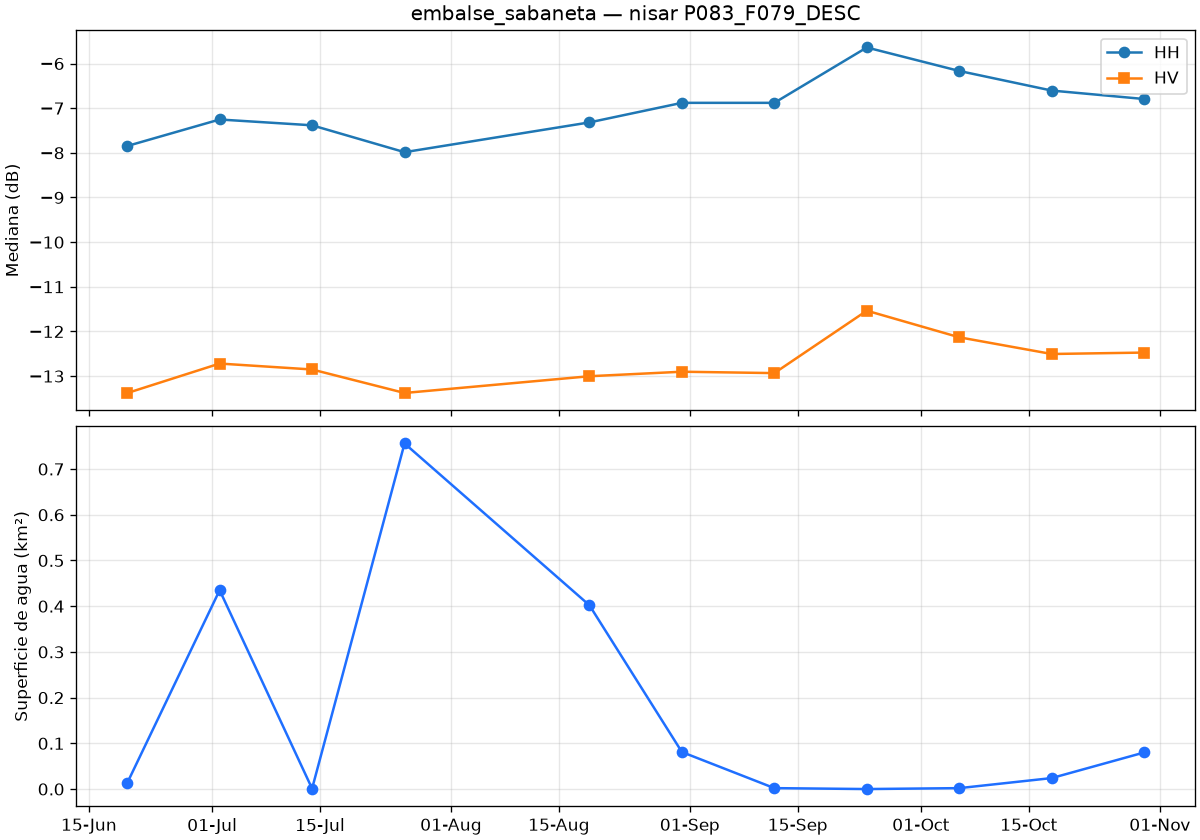 embalse_sabaneta — nisar P083_F079_DESC
HH
HV
Mediana (dB)
−6
−7
−8
−9
−10
−11
−12
−13
Superficie de agua (km²)
0.7
0.6
0.5
0.4
0.3
0.2
0.1
0.0
15-Jun 01-Jul 15-Jul 01-Aug 15-Aug 01-Sep 15-Sep 01-Oct 15-Oct 01-Nov